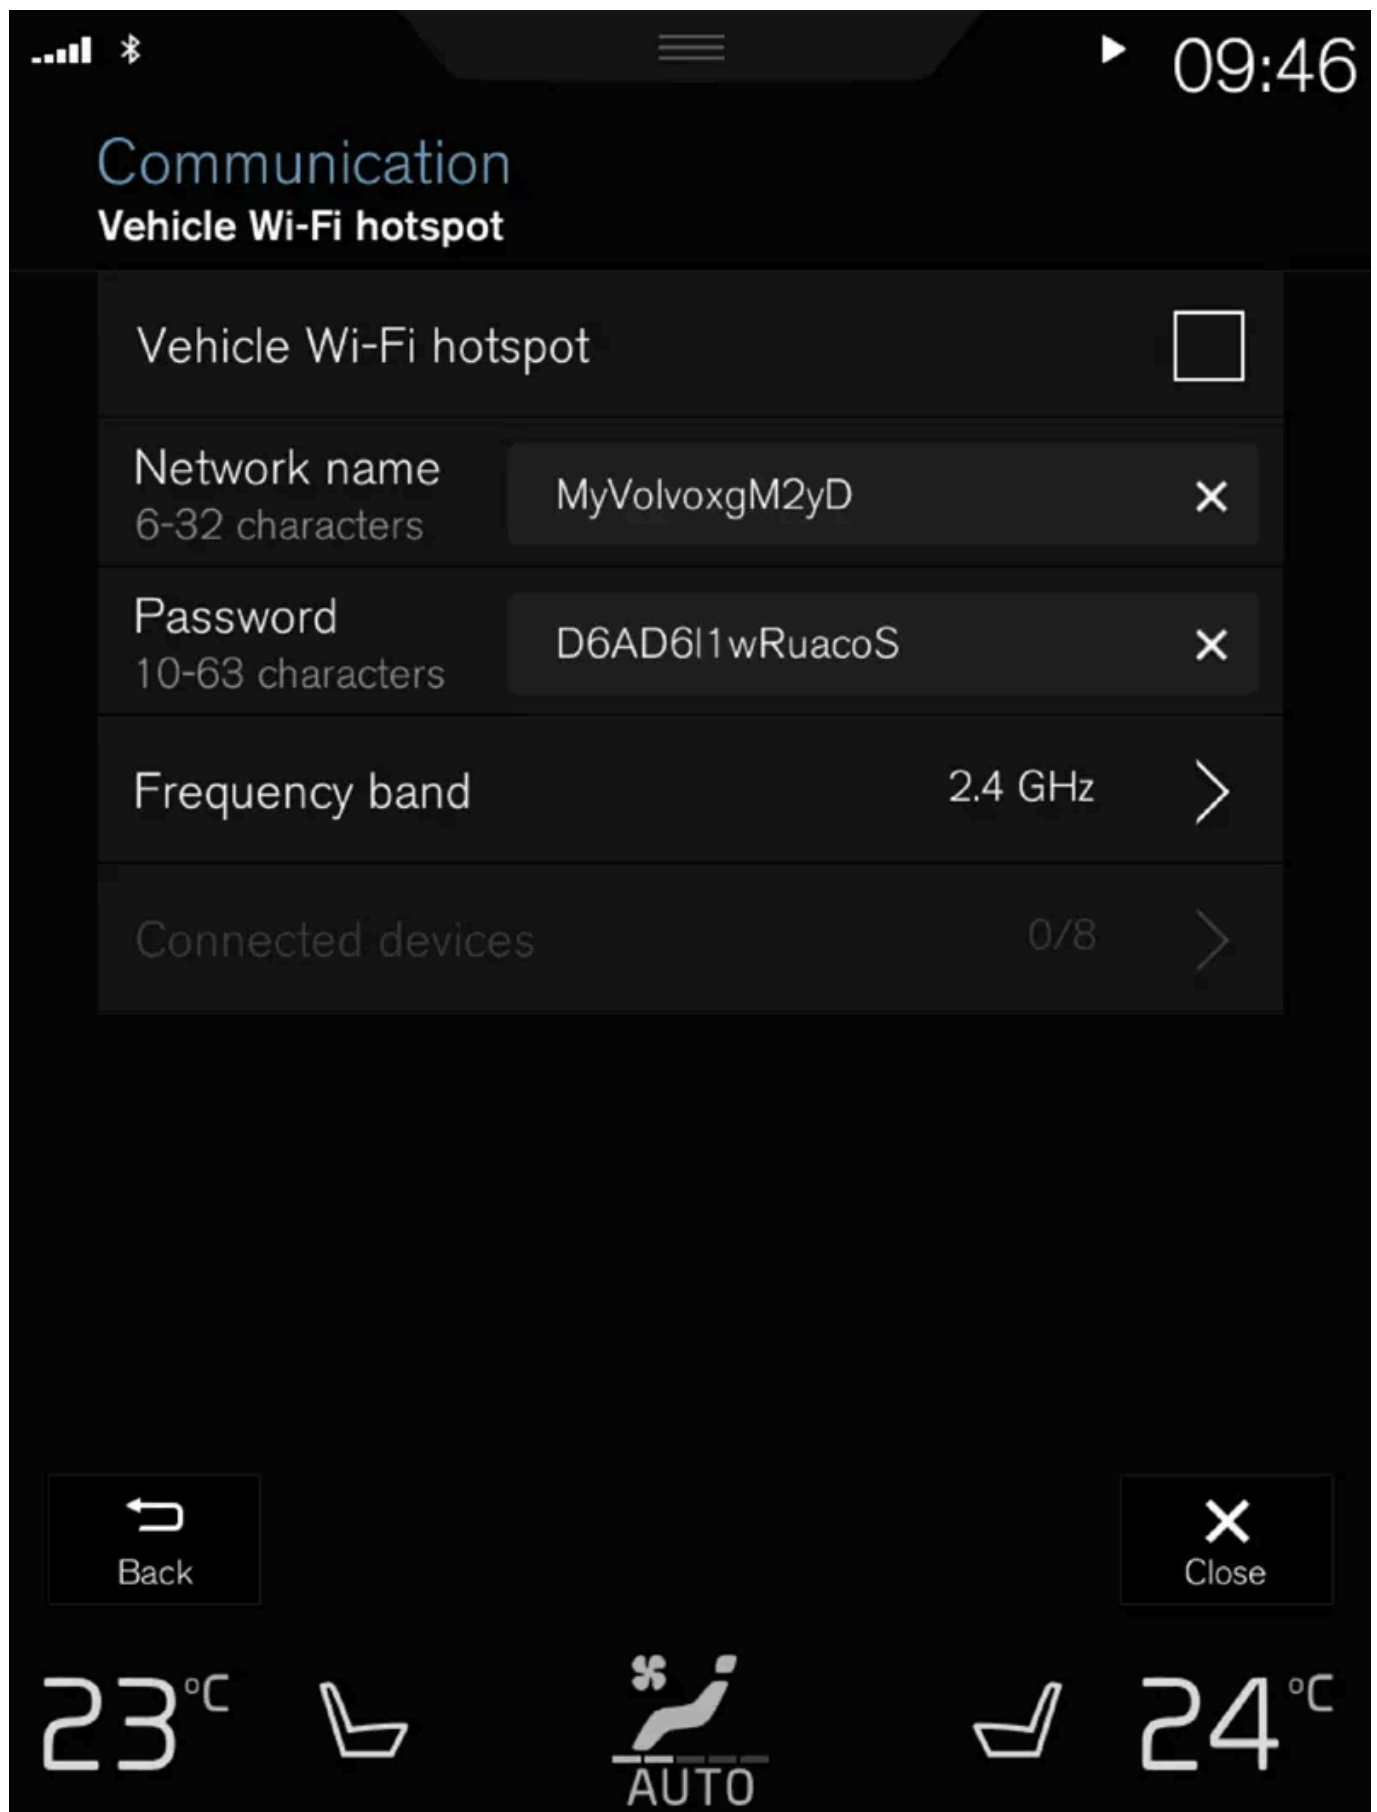 09:46
Communication
Vehicle Wi-Fi hotspot
Vehicle Wi-Fi hotspot
Network name
6-32 characters
MyVolvoxgM2yD
Password
10-63 characters
D6AD6l1wRuacoS
Frequency band
2.4 GHz
Connected devices
0/8
Back
Close
23°C
AUTO
24°C